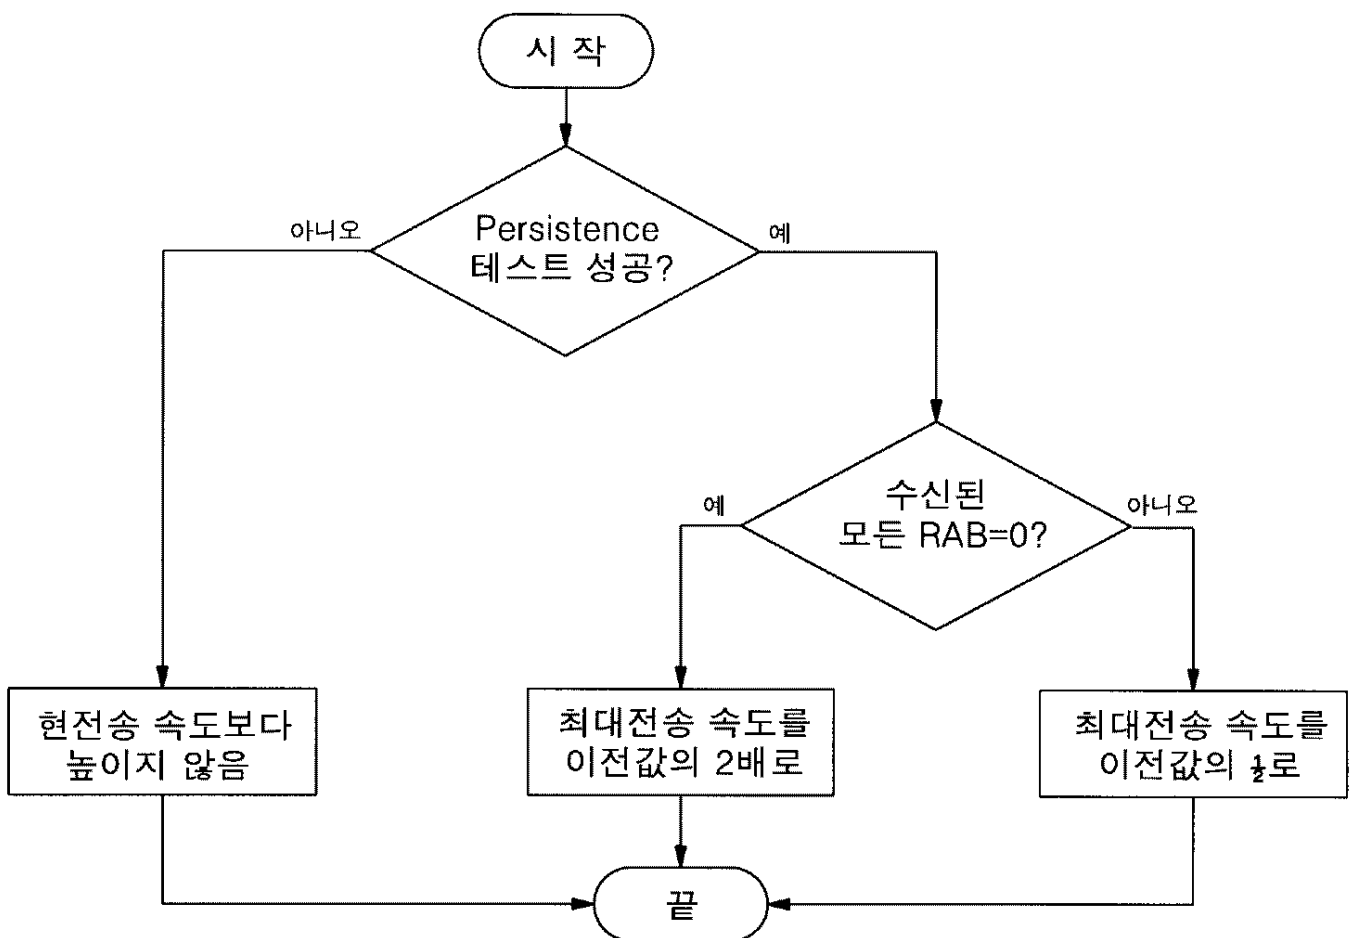 시 작
아니오
Persistence
테스트 성공?
예
예
수신된
모든 RAB=0?
아니오
현전송 속도보다
높이지 않음
최대전송 속도를
이전값의 2배로
최대전송 속도를
이전값의 ½로
끝